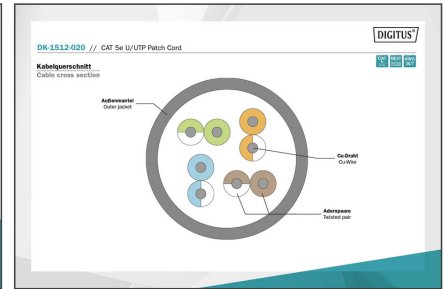 DIGITUS®
DK-1512-020 // CAT 5e U/UTP Patch Cord
Kabelquerschnitt
Cable cross section
Außenmantel
Outer jacket
Cu-Draht
Cu-Wire
Adernpaare
Twisted pair